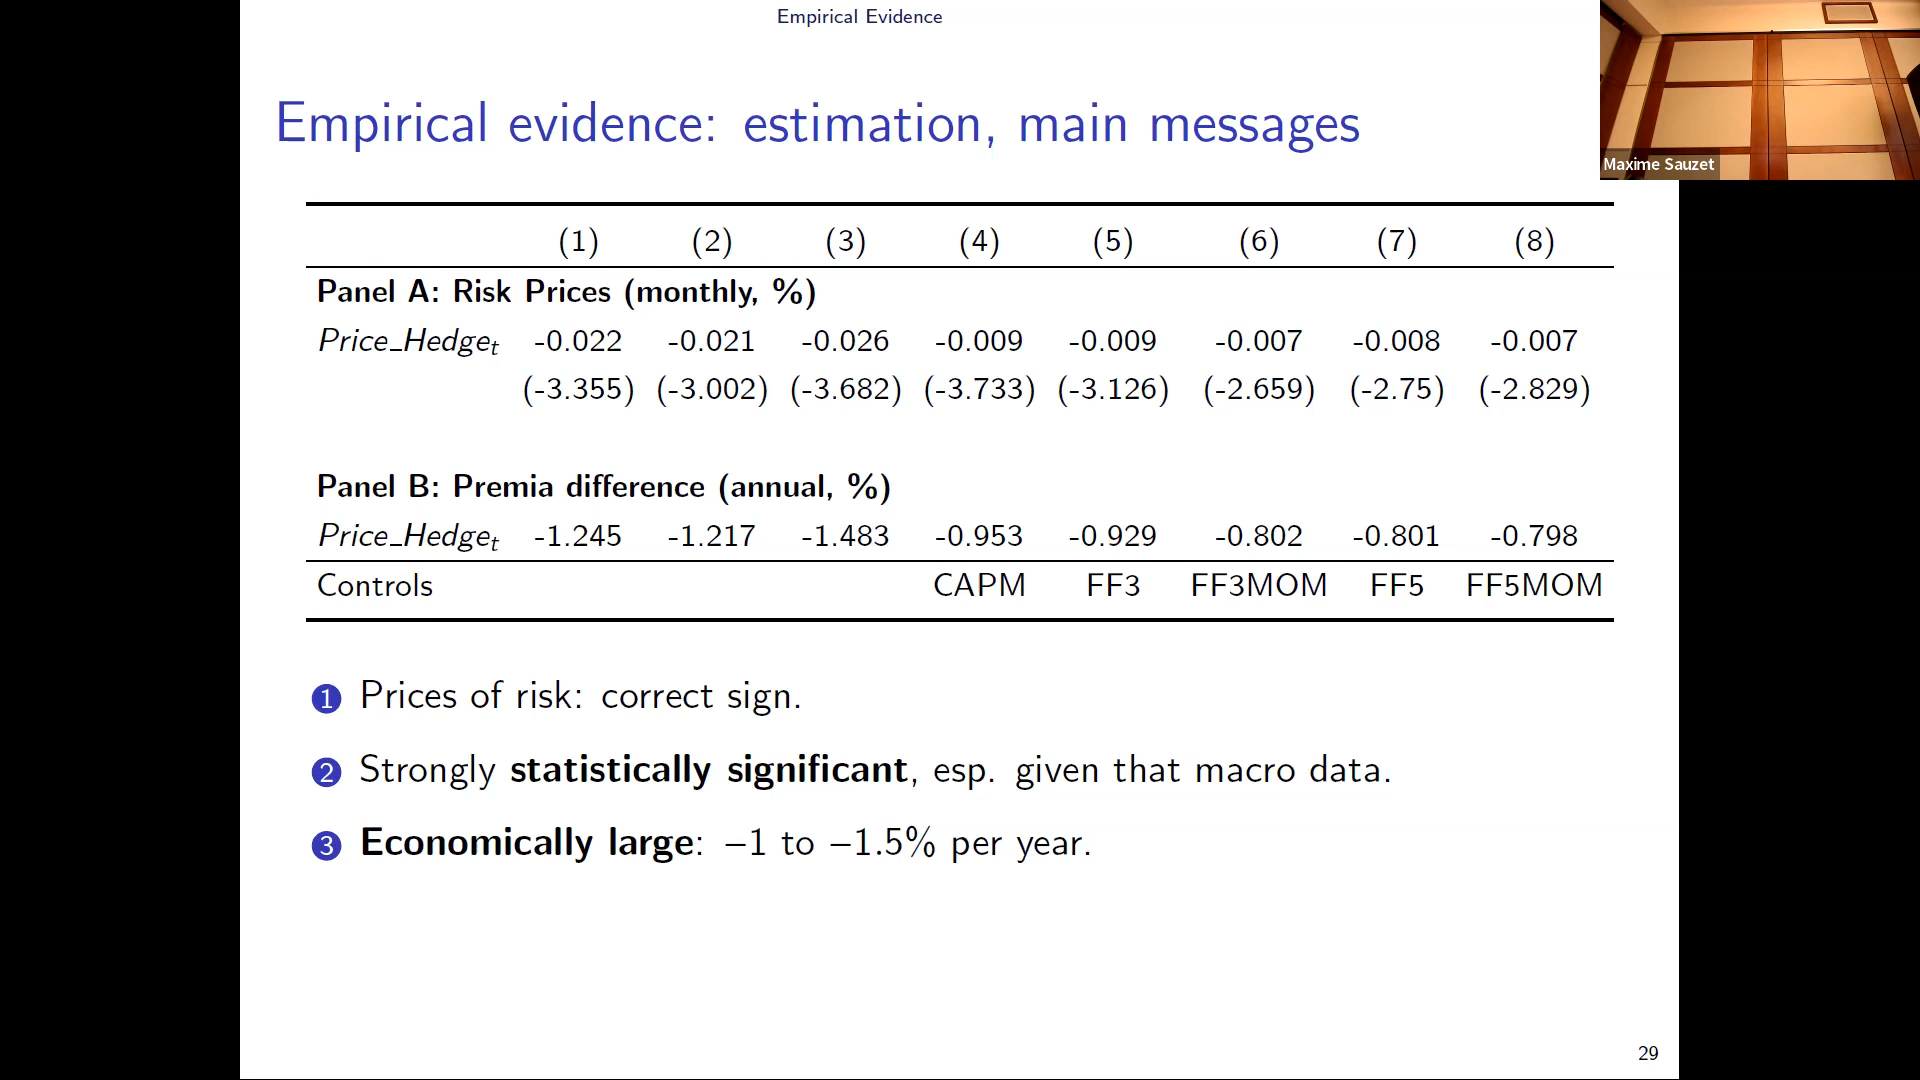 Empirical Evidence
Empirical evidence: estimation, main messages
Maxime Sauzet
(1) (2) (3) (4) (5) (6) (7) (8)
Panel A: Risk Prices (monthly, %)
Price_Hedge_t -0.022 -0.021 -0.026 -0.009 -0.009 -0.007 -0.008 -0.007
(-3.355) (-3.002) (-3.682) (-3.733) (-3.126) (-2.659) (-2.75) (-2.829)
Panel B: Premia difference (annual, %)
Price_Hedge_t -1.245 -1.217 -1.483 -0.953 -0.929 -0.802 -0.801 -0.798
Controls CAPM FF3 FF3MOM FF5 FF5MOM
1 Prices of risk: correct sign.
2 Strongly statistically significant, esp. given that macro data.
3 Economically large: −1 to −1.5% per year.
29